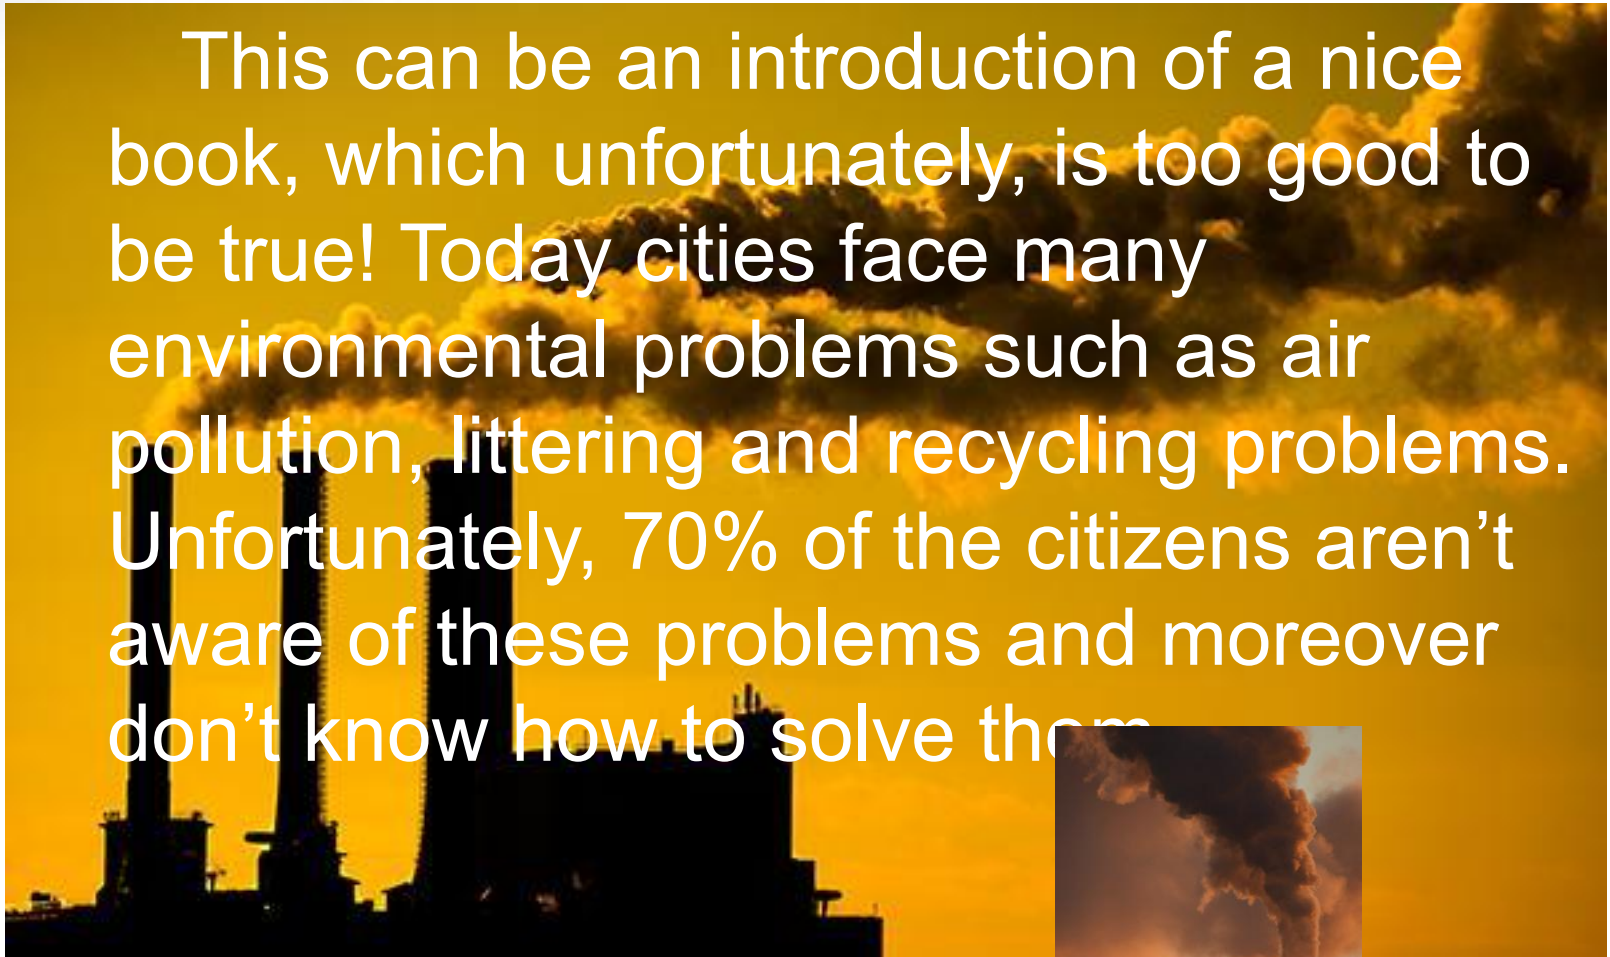 This can be an introduction of a nice
book, which unfortunately, is too good to
be true! Today cities face many
environmental problems such as air
pollution, littering and recycling problems.
Unfortunately, 70% of the citizens aren’t
aware of these problems and moreover
don’t know how to solve them